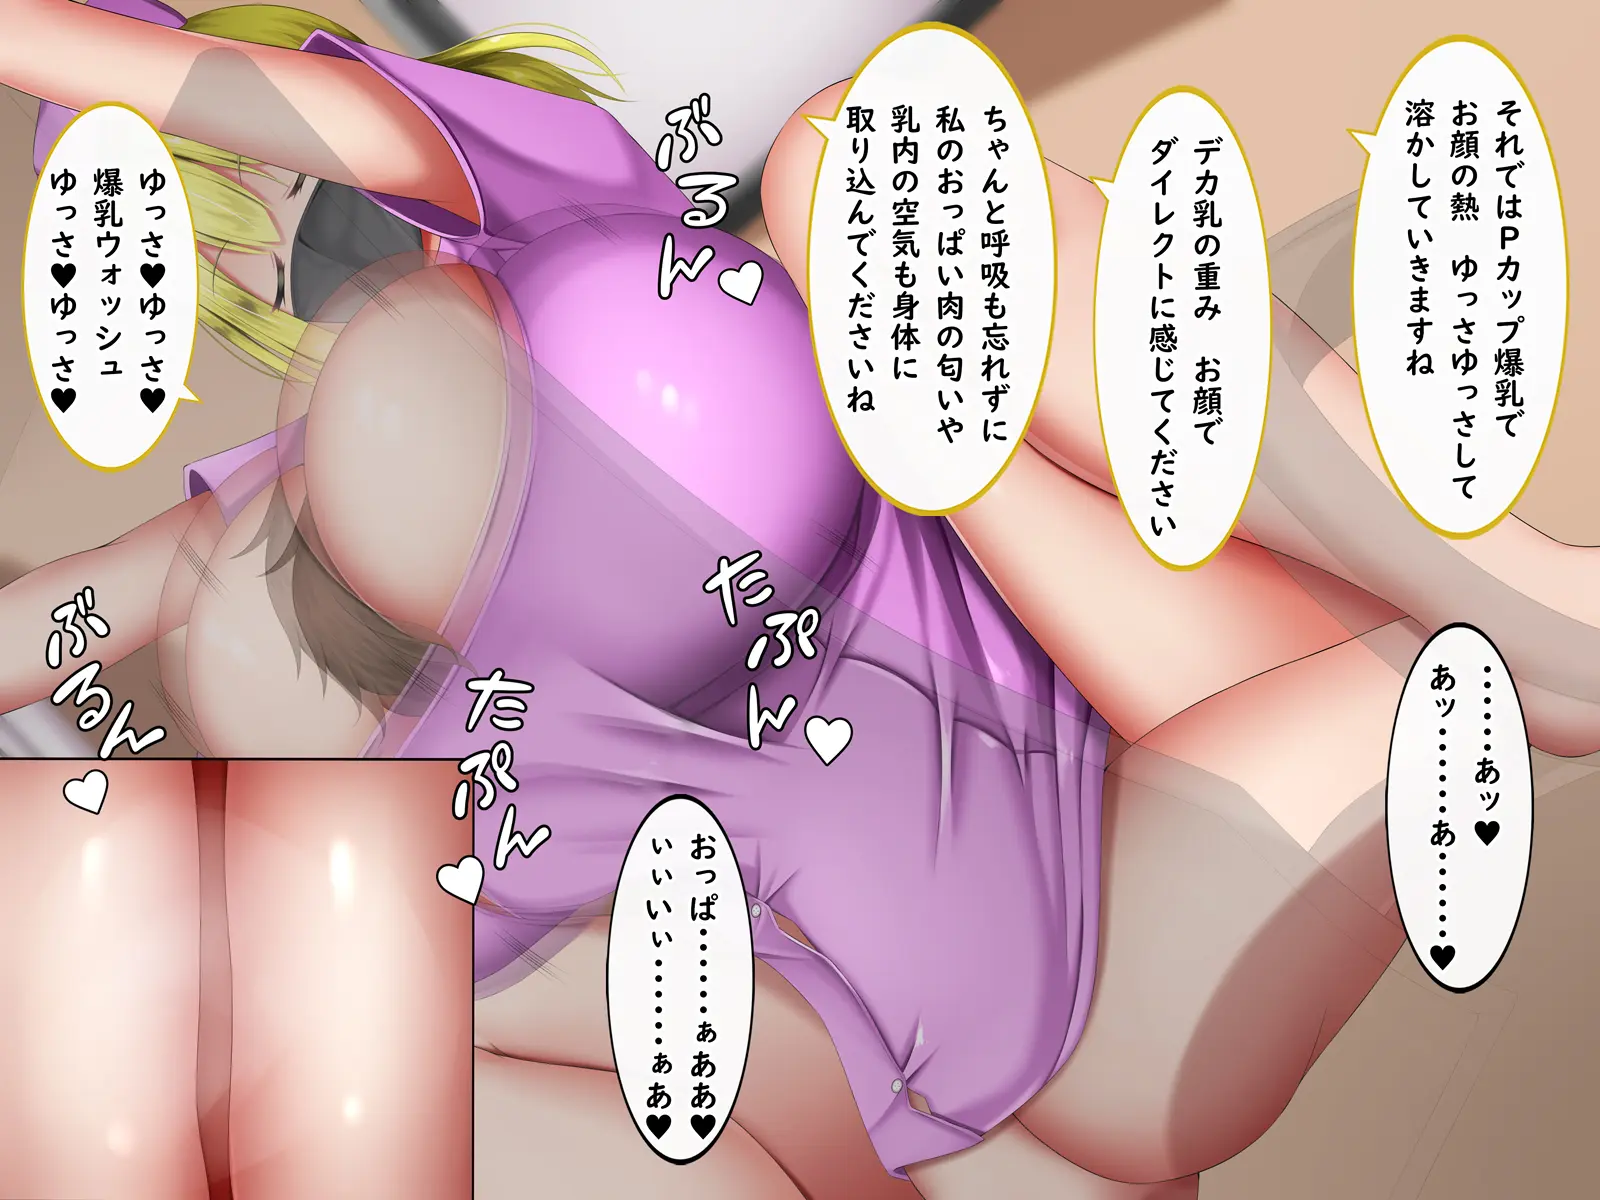 それではPカップ爆乳で
お顔の熱　ゆっさゆっさして
溶かしていきますね
デカ乳の重み　お顔で
ダイレクトに感じてください
ちゃんと呼吸も忘れずに
私のおっぱい肉の匂いや
乳内の空気も身体に
取り込んでくださいね
ぶるん♡
ゆっさ♥ゆっさ♥
爆乳ウォッシュ
ゆっさ♥ゆっさ♥
たぷん♡
ぶるん♡
たぷん♡
……あッ♥
あッ………あ………♥
おっぱ………ぁああ♥
ぃぃいぃ………ぁあ♥